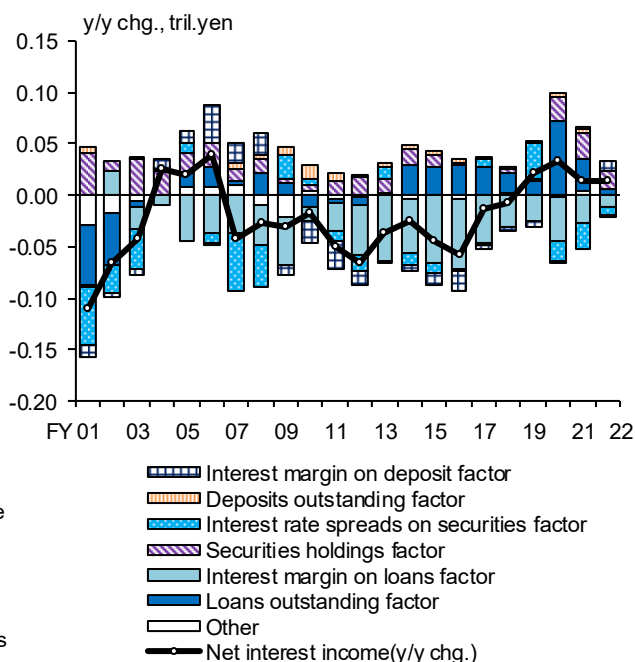 y/y chg., tril.yen
0.15
0.10
0.05
0.00
-0.05
-0.10
-0.15
-0.20
FY 01 03 05 07 09 11 13 15 17 19 21 22
Interest margin on deposit factor
Deposits outstanding factor
e
Interest rate spreads on securities factor
Securities holdings factor
Interest margin on loans factor
Loans outstanding factor
Other
s
Net interest income(y/y chg.)